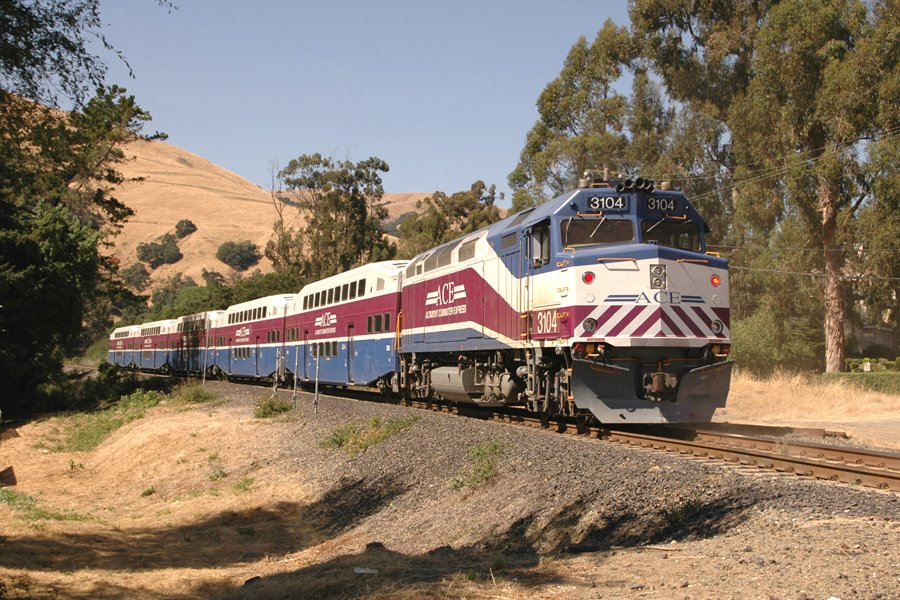 3104 3104
ACE
ALTAMONT COMMUTER EXPRESS
ACE
3104
ACE
ACE